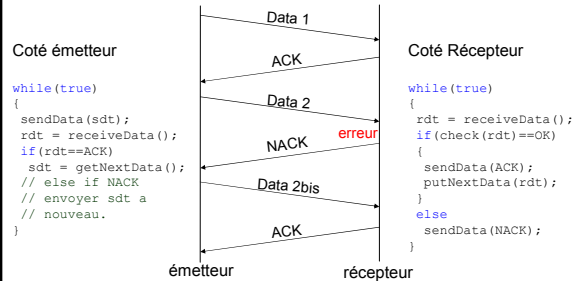 Coté émetteur
while(true)
{
sendData(sdt);
rdt = receiveData();
if(rdt==ACK)
sdt = getNextData();
// else if NACK
// envoyer sdt a
// nouveau.
}
Data 1
ACK
Data 2
erreur
NACK
Data 2bis
ACK
émetteur
récepteur
Coté Récepteur
while(true)
{
rdt = receiveData();
if(check(rdt)==OK)
{
sendData(ACK);
putNextData(rdt);
}
else
sendData(NACK);
}